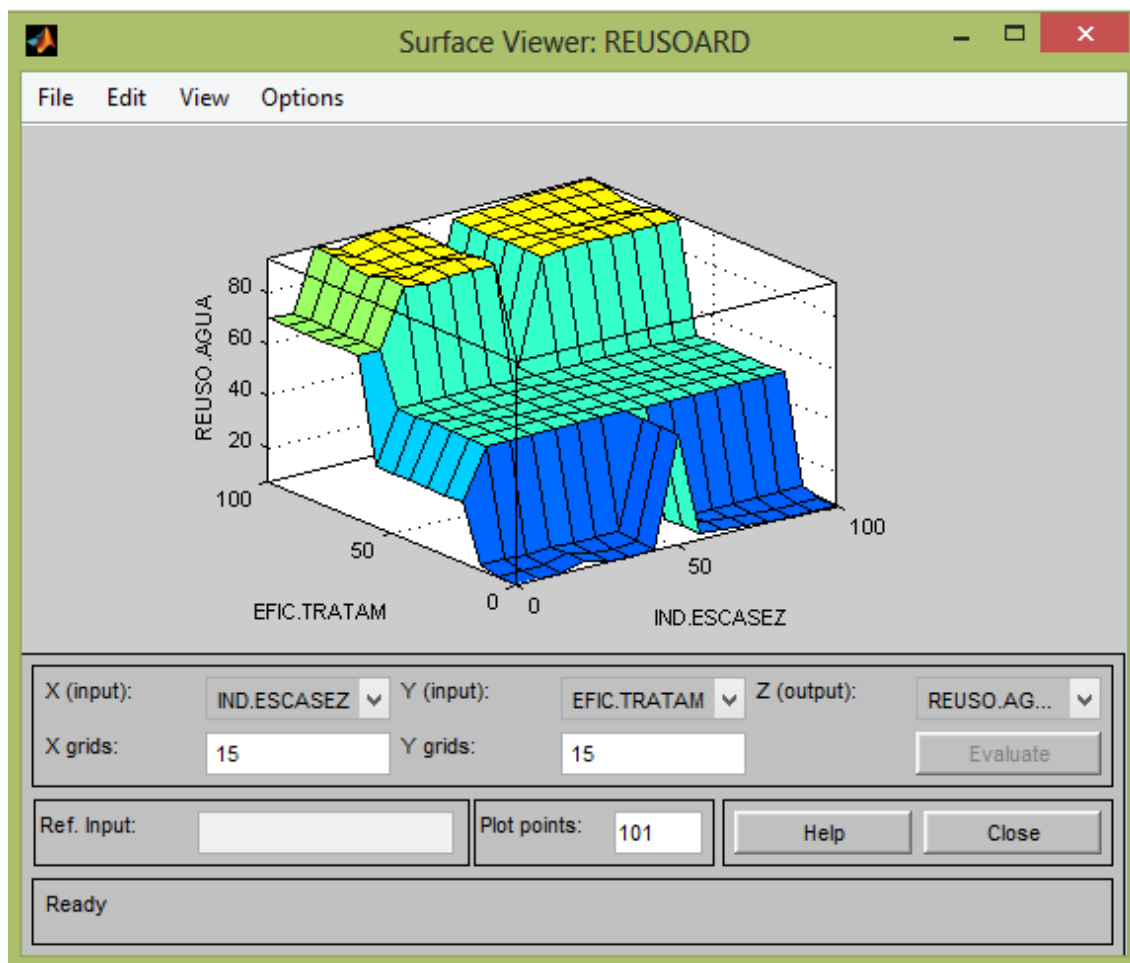 Surface Viewer: REUSOARD
File Edit View Options
REUSO.AGUA
80
60
40
20
100
50
0
EFIC.TRATAM
0
50
100
IND.ESCASEZ
X (input): IND.ESCASEZ Y (input): EFIC.TRATAM Z (output): REUSO.AG...
X grids: 15 Y grids: 15 Evaluate
Ref. Input: Plot points: 101 Help Close
Ready